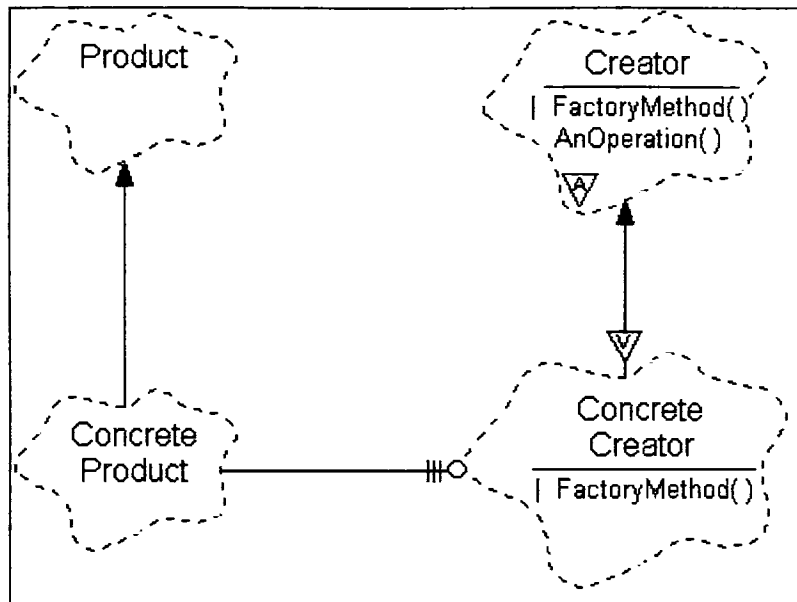 Product
Creator
| FactoryMethod( )
AnOperation( )
A
V
Concrete
Product
Concrete
Creator
| FactoryMethod( )